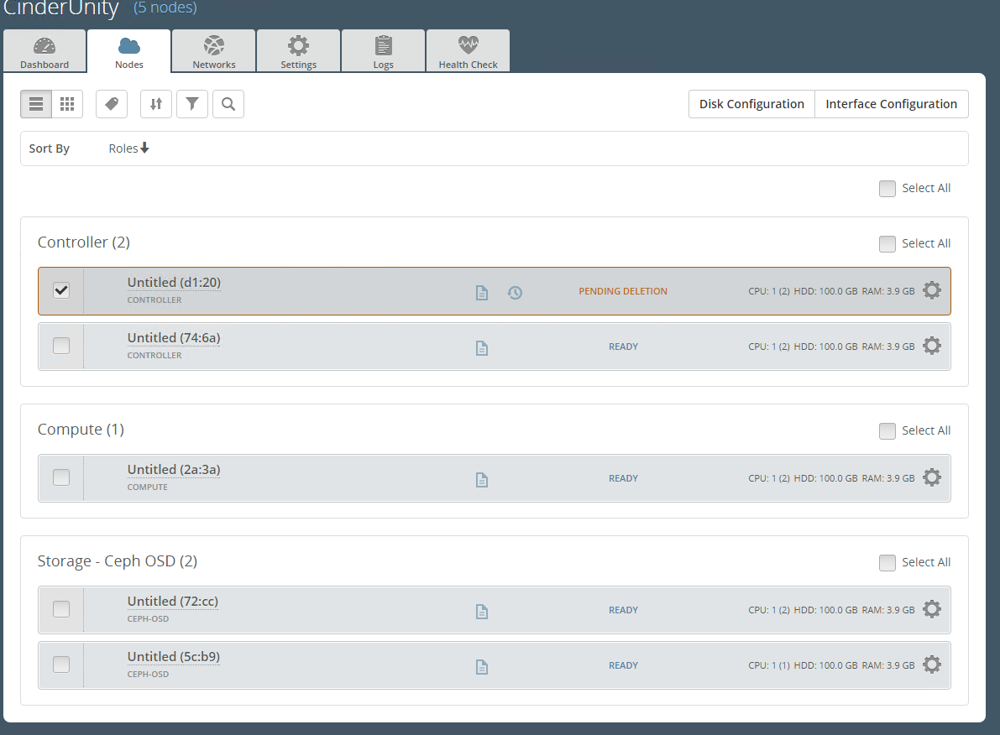 CinderUnity (5 nodes)
Dashboard Nodes Networks Settings Logs Health Check
Disk Configuration Interface Configuration
Sort By Roles
Select All
Controller (2) Select All
Untitled (d1:20)
CONTROLLER
PENDING DELETION CPU: 1 (2) HDD: 100.0 GB RAM: 3.9 GB
Untitled (74:6a)
CONTROLLER
READY CPU: 1 (2) HDD: 100.0 GB RAM: 3.9 GB
Compute (1) Select All
Untitled (2a:3a)
COMPUTE
READY CPU: 1 (2) HDD: 100.0 GB RAM: 3.9 GB
Storage - Ceph OSD (2) Select All
Untitled (72:cc)
CEPH-OSD
READY CPU: 1 (2) HDD: 100.0 GB RAM: 3.9 GB
Untitled (5c:b9)
CEPH-OSD
READY CPU: 1 (1) HDD: 100.0 GB RAM: 3.9 GB